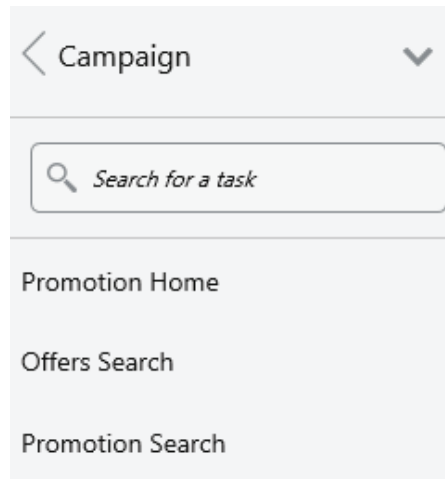 Campaign
Search for a task
Promotion Home
Offers Search
Promotion Search